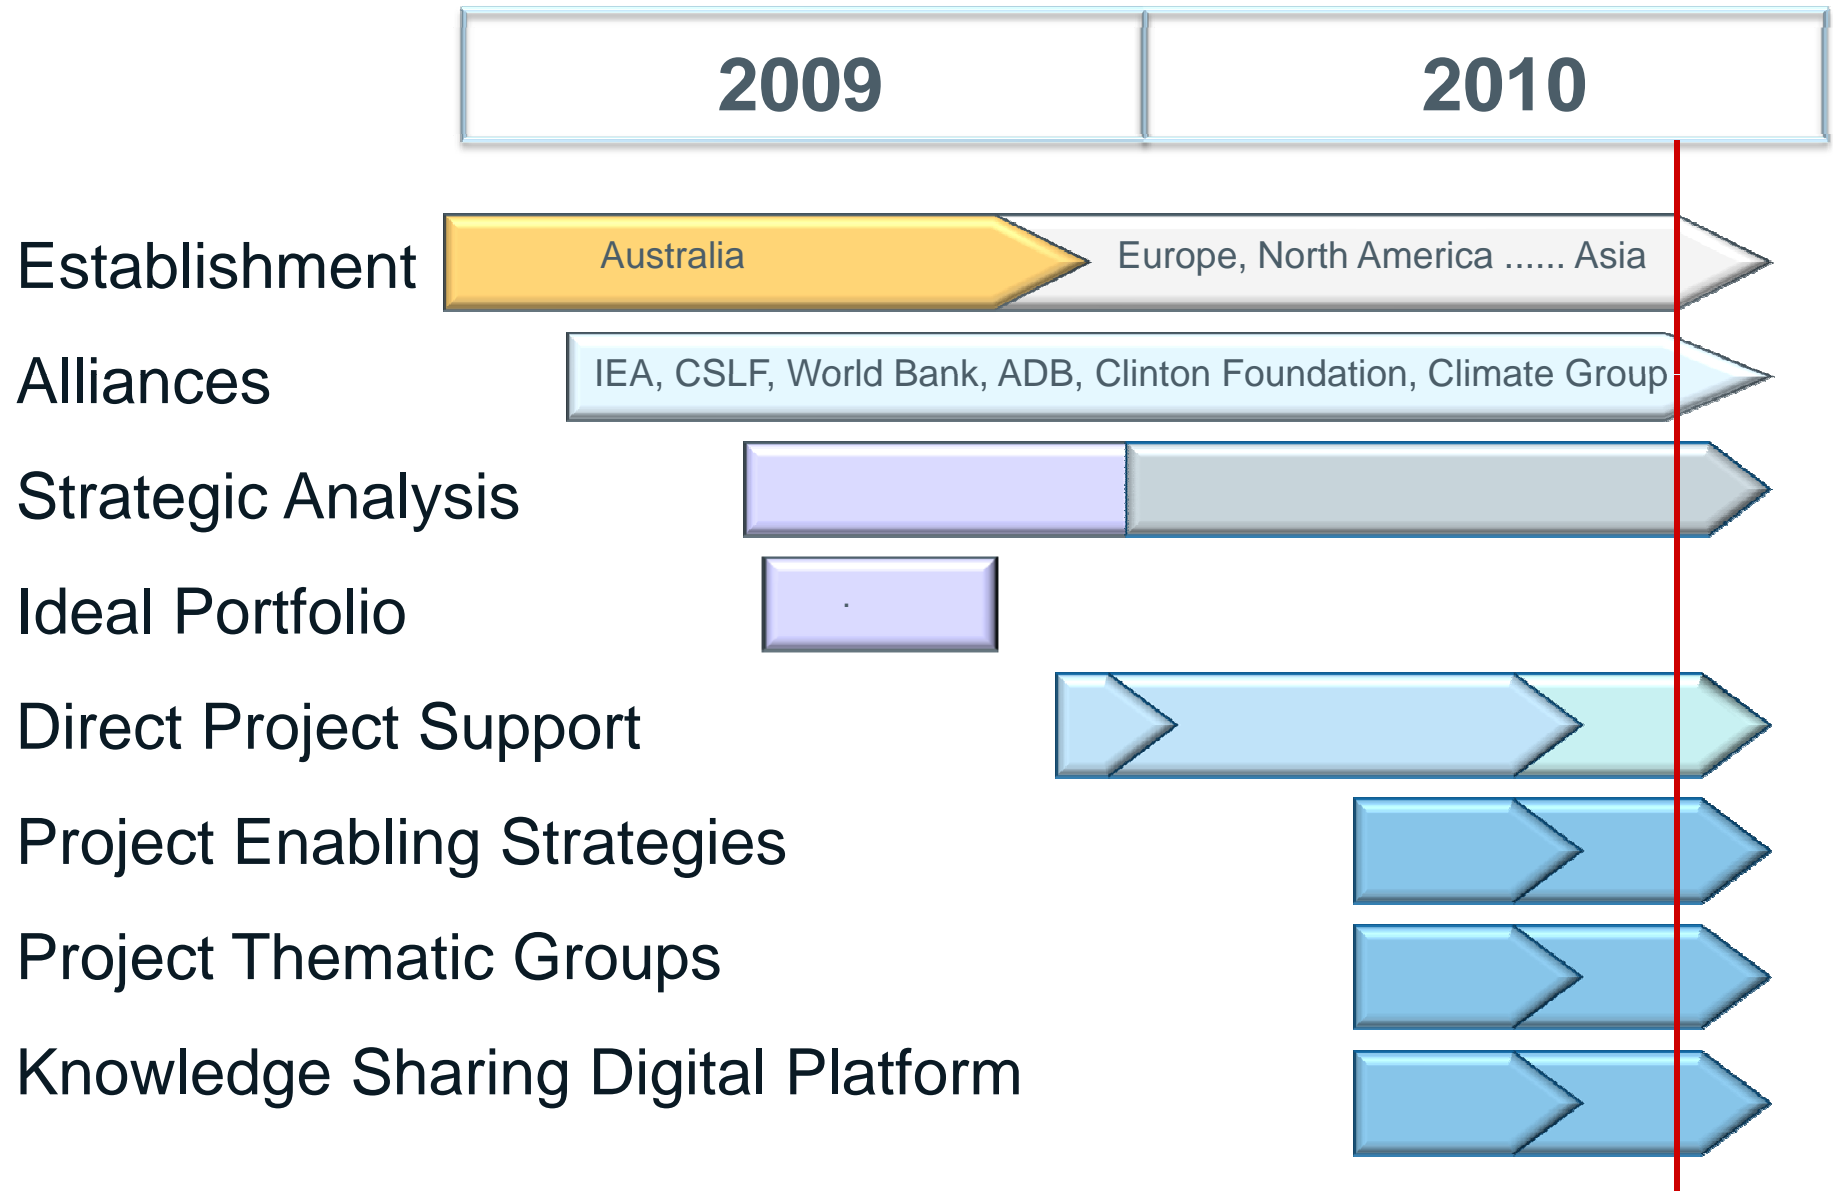 2009 2010
Establishment Australia Europe, North America ...... Asia
Alliances IEA, CSLF, World Bank, ADB, Clinton Foundation, Climate Group
Strategic Analysis
Ideal Portfolio .
Direct Project Support
Project Enabling Strategies
Project Thematic Groups
Knowledge Sharing Digital Platform